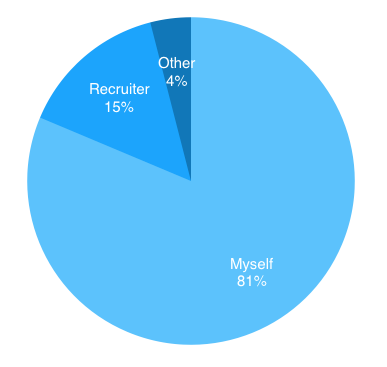 Other
4%
Recruiter
15%
Myself
81%